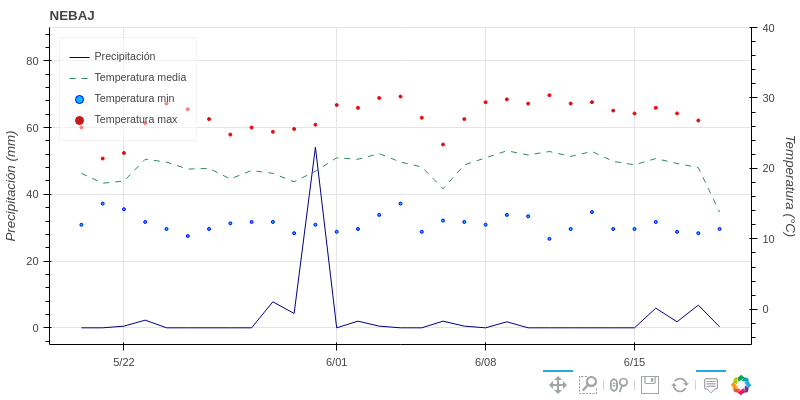 NEBAJ
Precipitación
Temperatura media
Temperatura min
Temperatura max
80
60
40
20
0
Precipitación (mm)
40
30
20
10
0
Temperatura (°C)
5/22
6/01
6/08
6/15